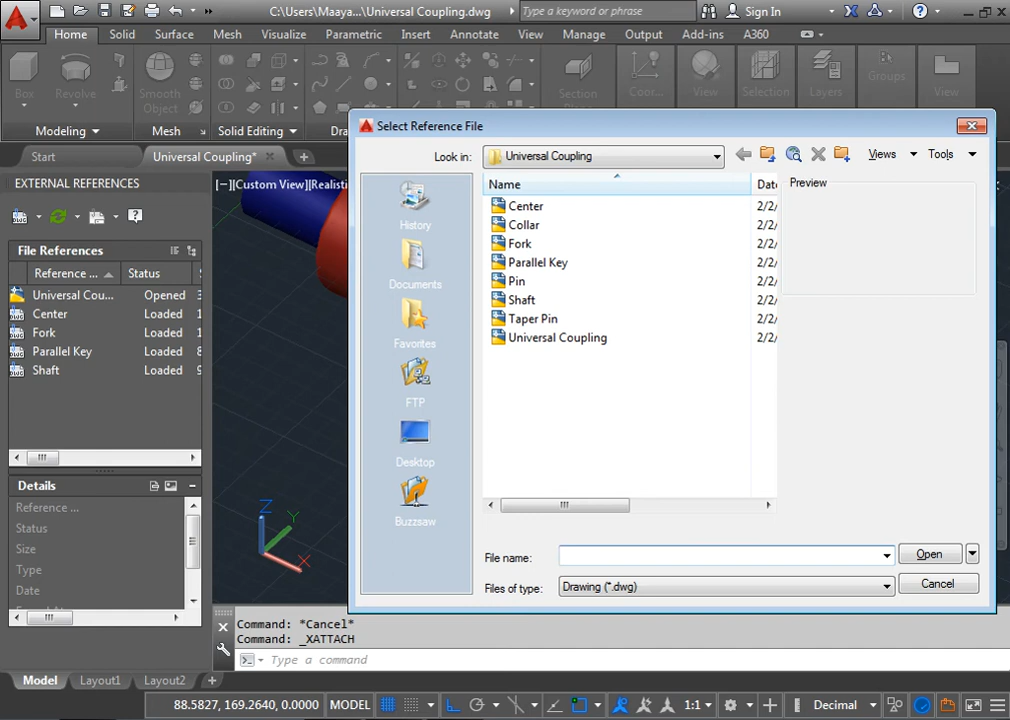 C:\Users\Maaya...\Universal Coupling.dwg
Type a keyword or phrase
Sign In
Home Solid Surface Mesh Visualize Parametric Insert Annotate View Manage Output Add-ins A360
Box Revolve Smooth Object Section Coor... View Selection Layers Groups View
Modeling Mesh Solid Editing
Start Universal Coupling*
EXTERNAL REFERENCES
File References
Reference ... Status
Universal Cou... Opened
Center Loaded
Fork Loaded
Parallel Key Loaded
Shaft Loaded
Details
Reference ...
Status
Size
Type
Date
[−][Custom View][Realisti
Z
Y
X
Select Reference File
Look in: Universal Coupling
Views Tools
History
Documents
Favorites
FTP
Desktop
Buzzsaw
Name Date
Center 2/2/
Collar 2/2/
Fork 2/2/
Parallel Key 2/2/
Pin 2/2/
Shaft 2/2/
Taper Pin 2/2/
Universal Coupling 2/2/
Preview
File name: Open
Files of type: Drawing (*.dwg) Cancel
Command: *Cancel*
Command: _XATTACH
Type a command
Model Layout1 Layout2 +
88.5827, 169.2640, 0.0000 MODEL 1:1 Decimal